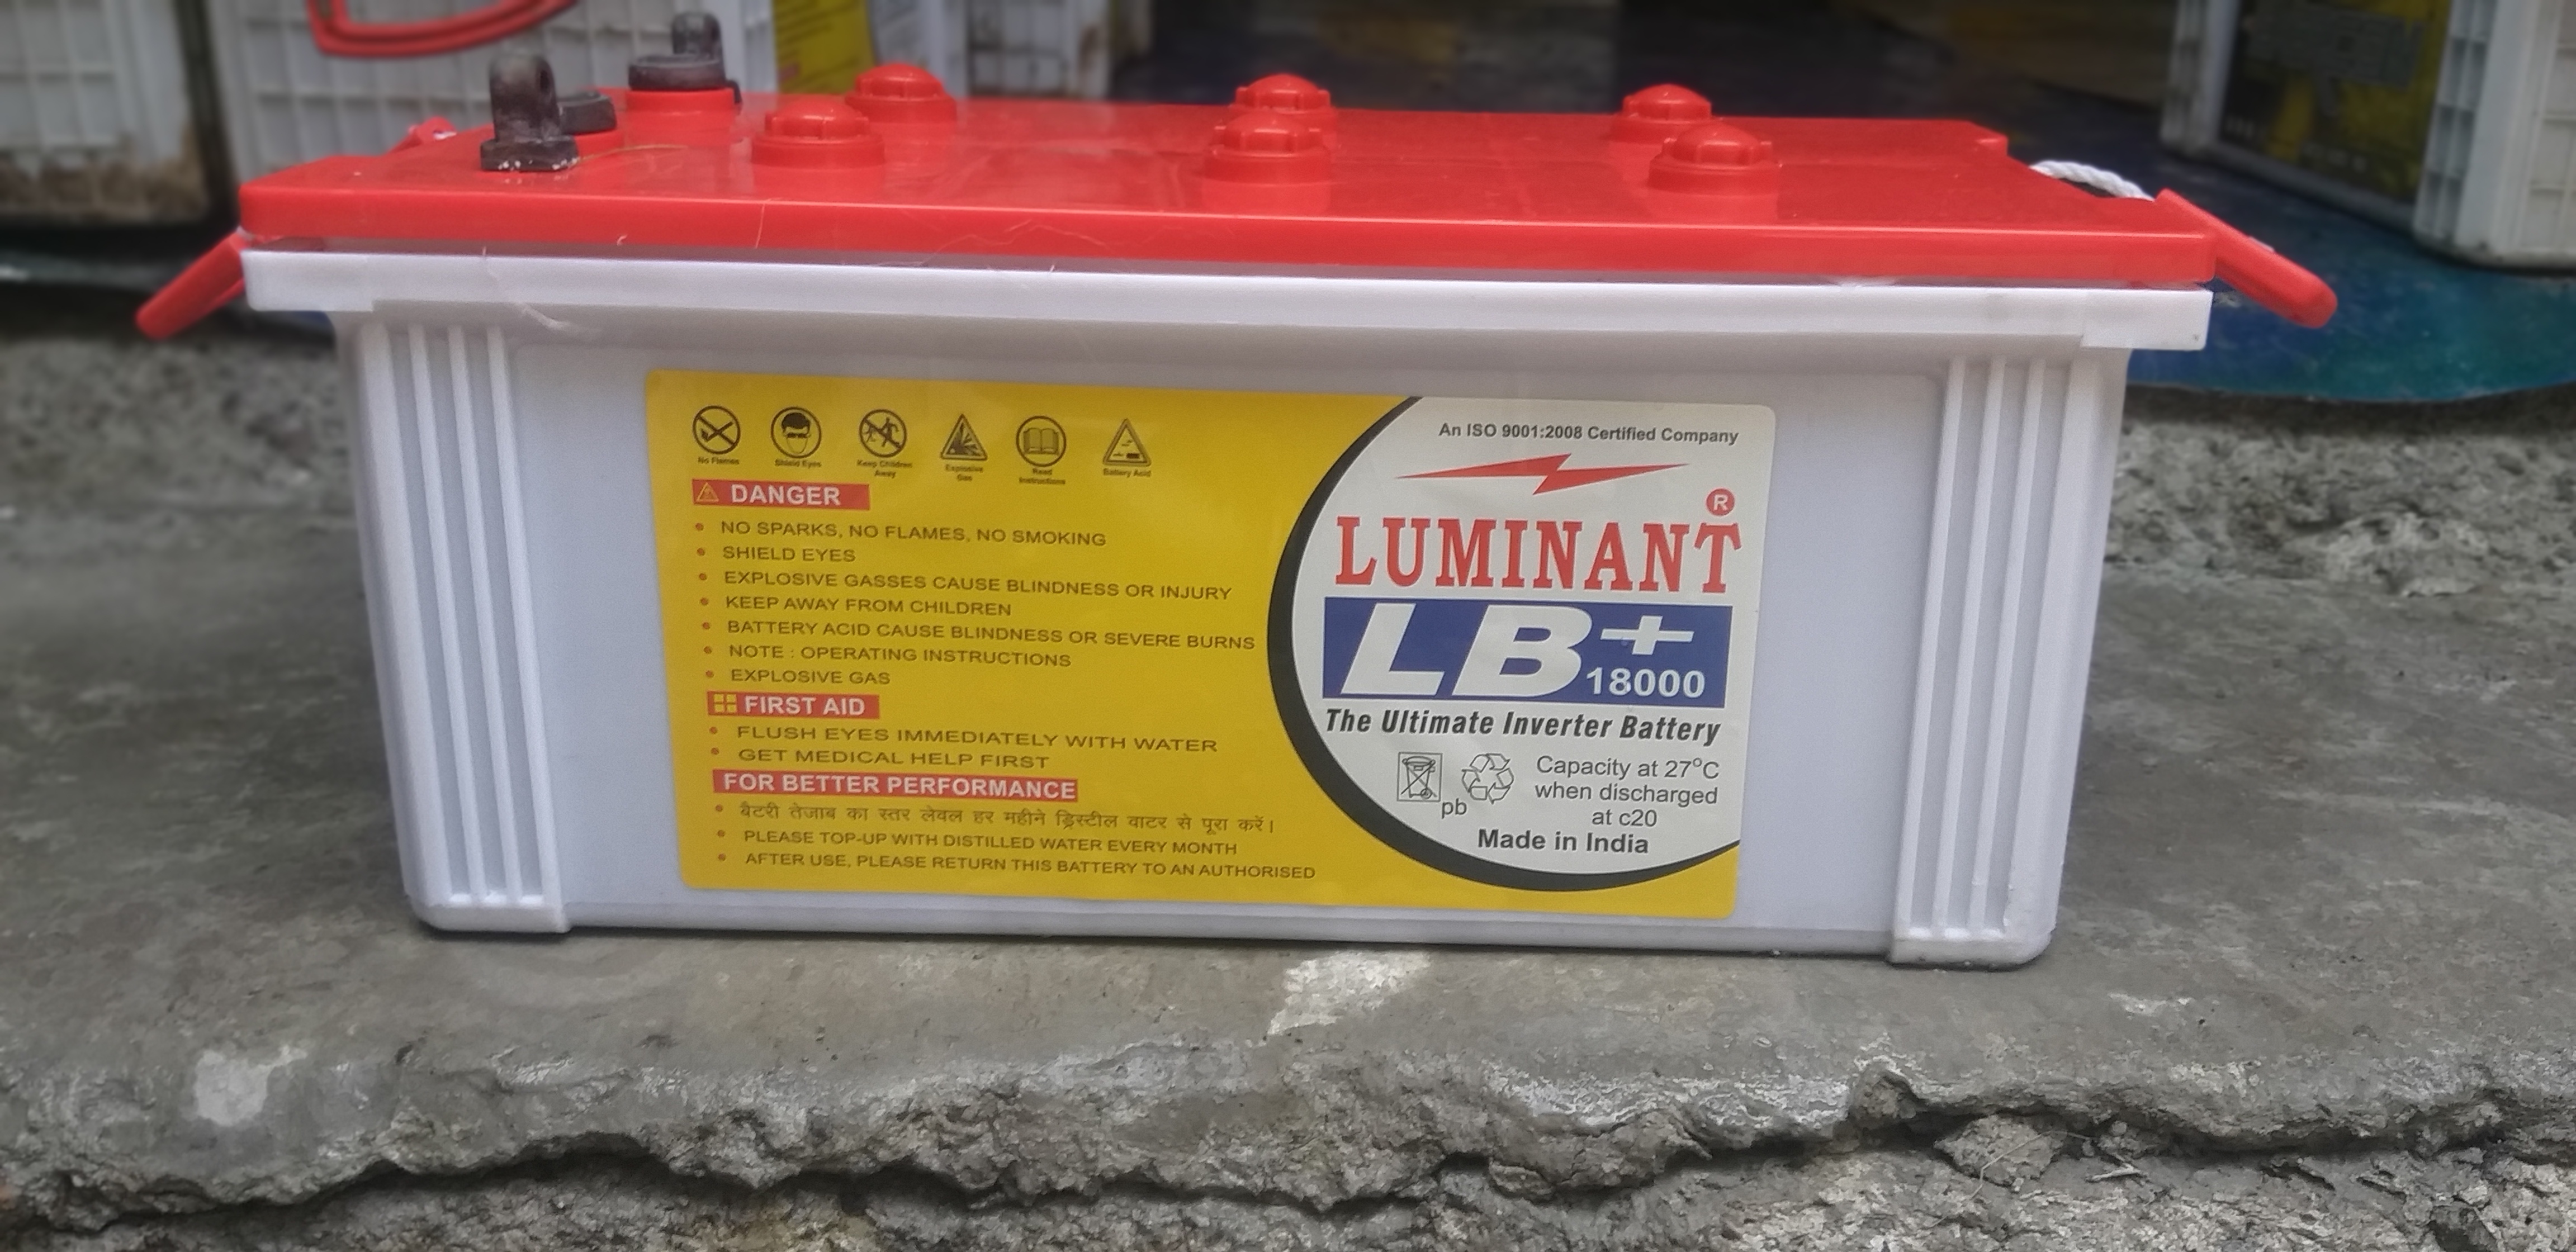 No Flames
Shield Eyes
Keep Children Away
Explosive Gas
Read Instructions
Battery Acid
DANGER
NO SPARKS, NO FLAMES, NO SMOKING
SHIELD EYES
EXPLOSIVE GASSES CAUSE BLINDNESS OR INJURY
KEEP AWAY FROM CHILDREN
BATTERY ACID CAUSE BLINDNESS OR SEVERE BURNS
NOTE : OPERATING INSTRUCTIONS
EXPLOSIVE GAS
FIRST AID
FLUSH EYES IMMEDIATELY WITH WATER
GET MEDICAL HELP FIRST
FOR BETTER PERFORMANCE
बैटरी तेजाब का स्तर लेवल हर महीने ड्रिस्टील वाटर से पूरा करें।
PLEASE TOP-UP WITH DISTILLED WATER EVERY MONTH
AFTER USE, PLEASE RETURN THIS BATTERY TO AN AUTHORISED
An ISO 9001:2008 Certified Company
R
LUMINANT
LB+
18000
The Ultimate Inverter Battery
pb
Capacity at 27°C
when discharged
at c20
Made in India